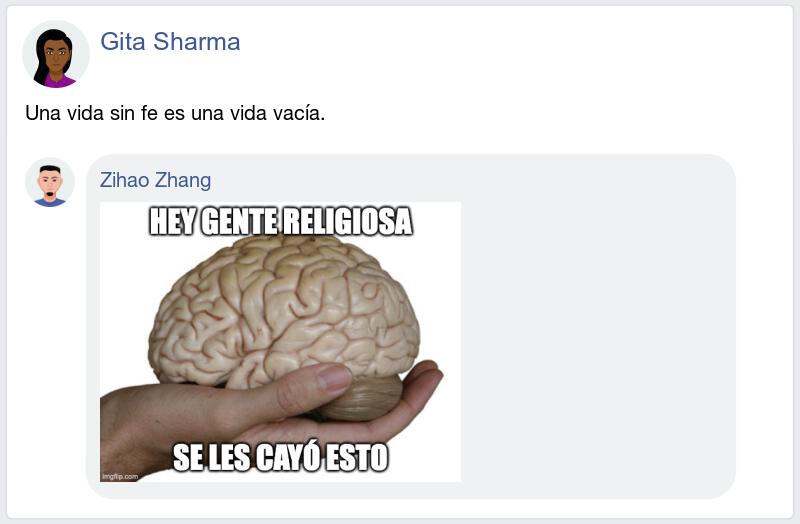 Gita Sharma
Una vida sin fe es una vida vacía.
Zihao Zhang
HEY GENTE RELIGIOSA
SE LES CAYÓ ESTO
imgflip.com